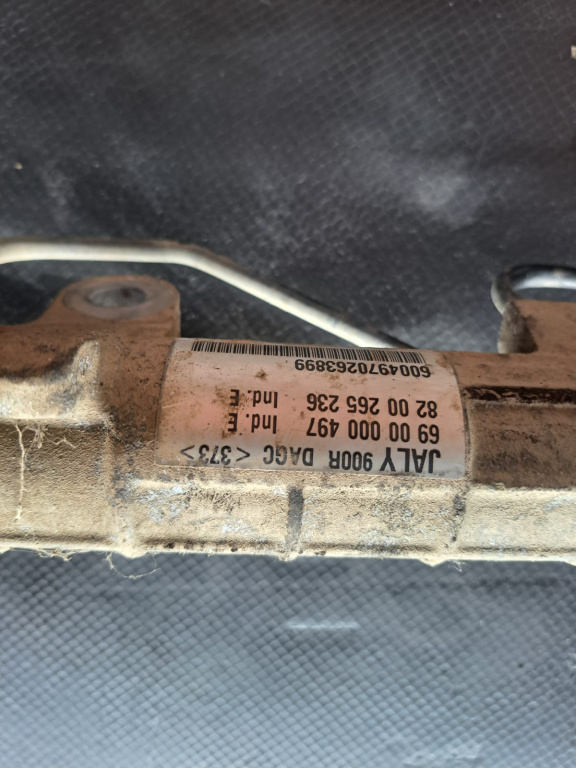 JALY 900R DAGC <373>
69 00 000 497 Ind. E
82 00 265 236 Ind. E
6004970263899